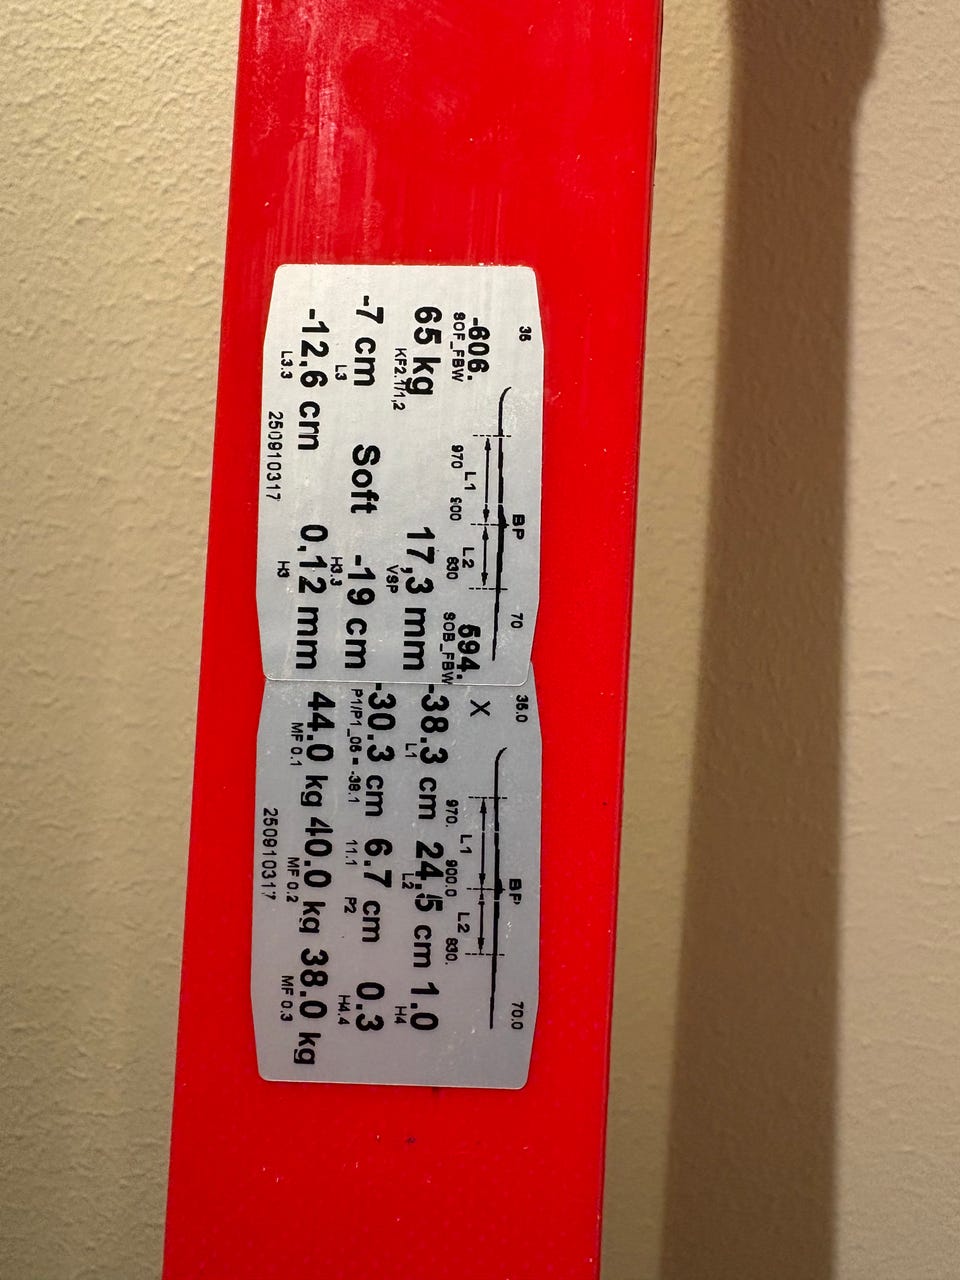 36 BP 70
L1 L2
970 900 830
-606. 594.
SOF_FBW SOB_FBW
65 kg 17,3 mm
KF2.1/1,2 VSP
-7 cm Soft -19 cm
L3 H3.3
-12,6 cm 0,12 mm
L3.3 H3
250910317
36.0 BP 70.0
X
L1 L2
970. 900.0 830.
-38.3 cm 24,5 cm 1.0
L1 L2 H4
-30.3 cm 6.7 cm 0.3
P1/P1_05 = -38.1 11.1 P2 H4.4
44.0 kg 40.0 kg 38.0 kg
MF 0.1 MF 0.2 MF 0.3
250910317